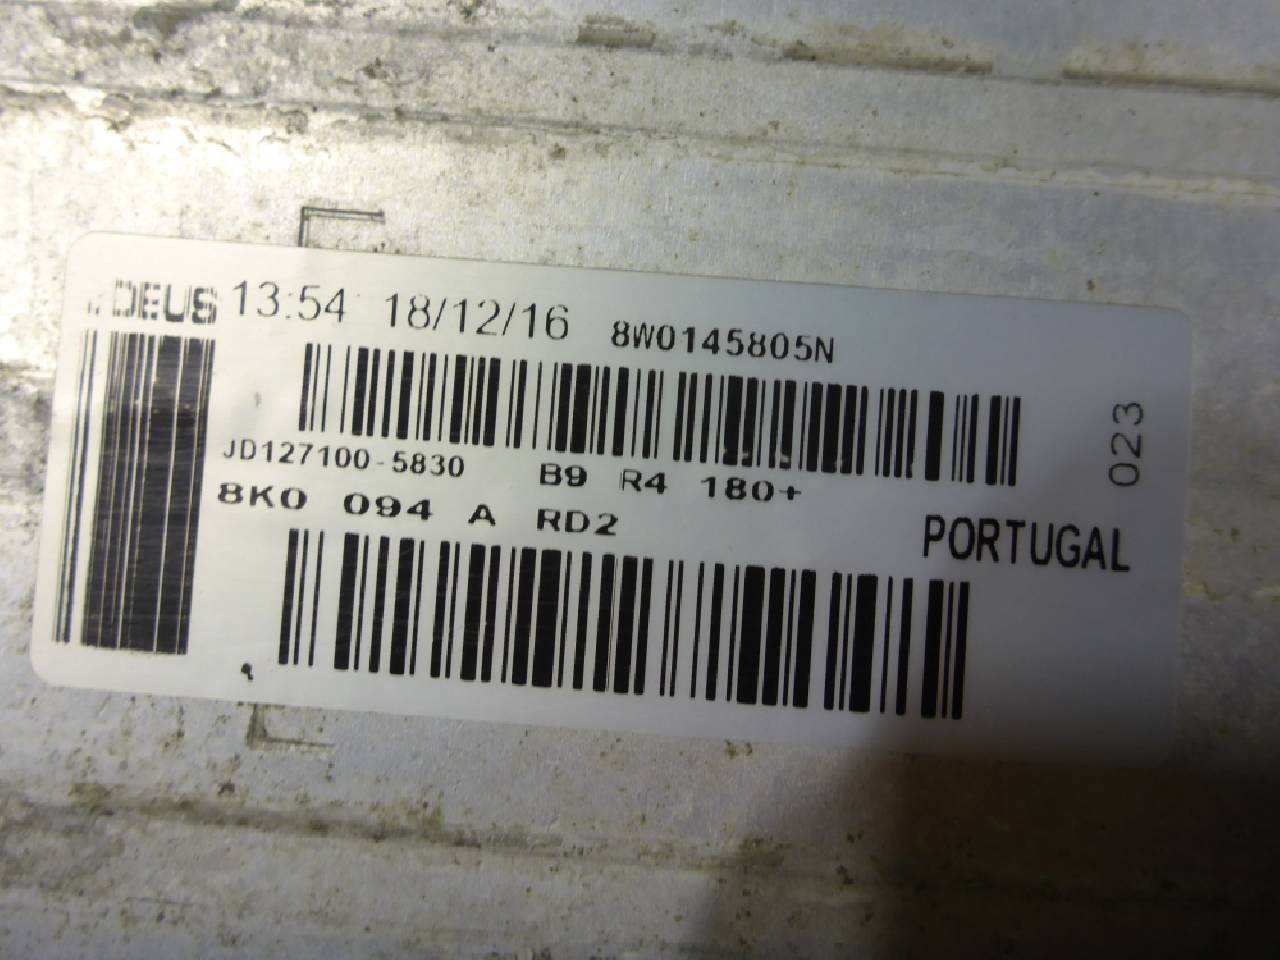 DEUS 13:54 18/12/16 8W0145805N
023
JD127100-5830 B9 R4 180+
8K0 094 A RD2
PORTUGAL